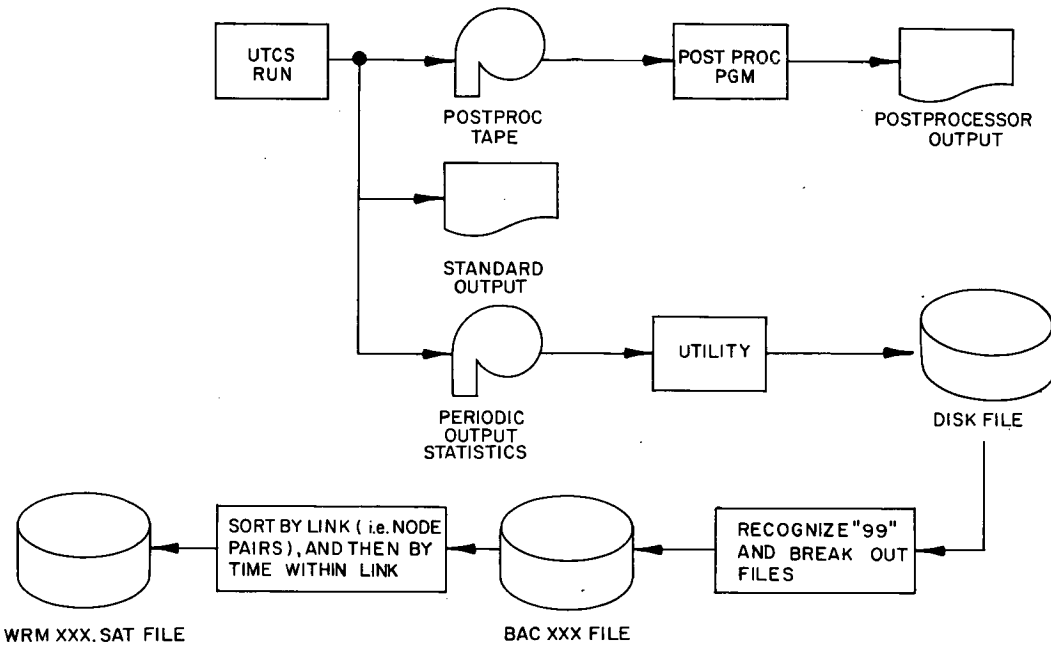 UTCS
RUN
POSTPROC
TAPE
POST PROC
PGM
POSTPROCESSOR
OUTPUT
STANDARD
OUTPUT
PERIODIC
OUTPUT
STATISTICS
UTILITY
DISK FILE
RECOGNIZE "99"
AND BREAK OUT
FILES
BAC XXX FILE
SORT BY LINK (i.e. NODE
PAIRS), AND THEN BY
TIME WITHIN LINK
WRM XXX. SAT FILE